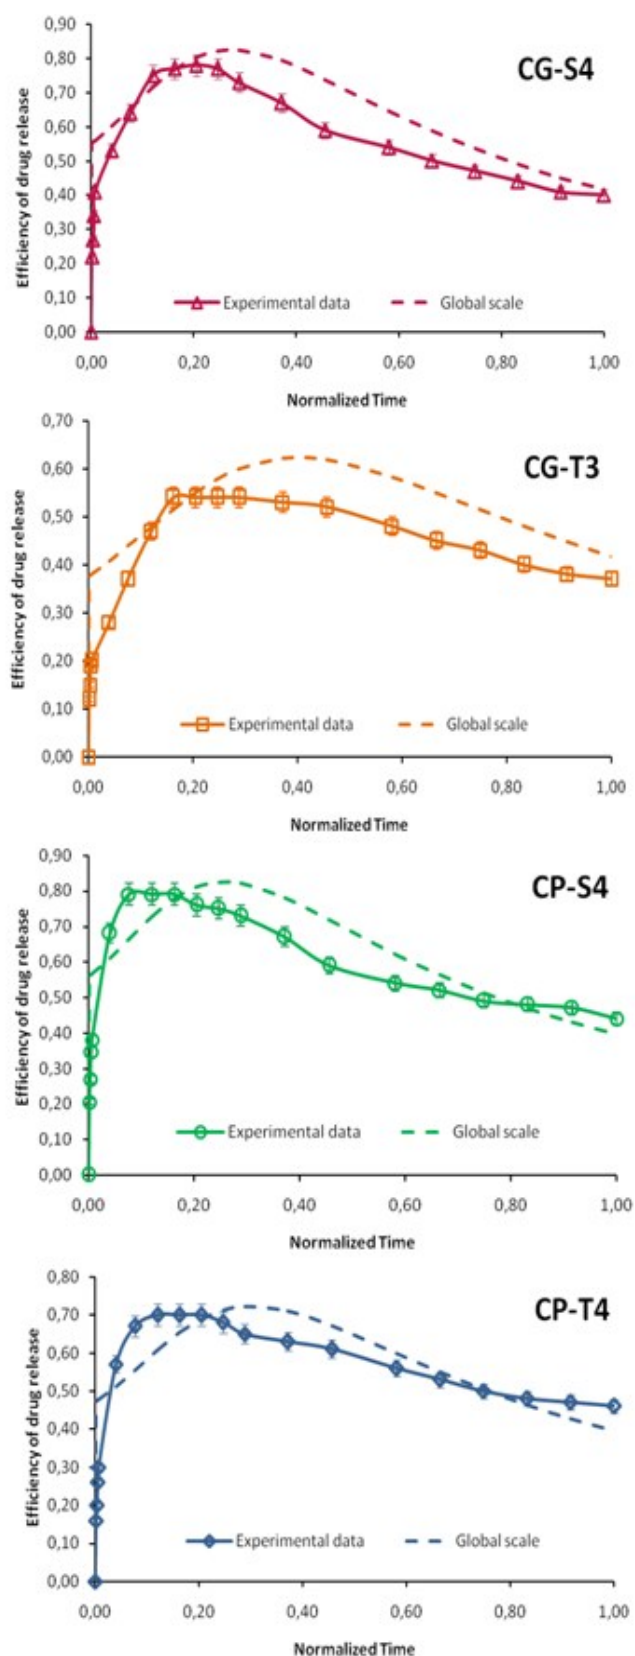 0,90
CG-S4
0,80
0,70
0,60
0,50
0,40
0,30
0,20
0,10
0,00
Efficiency of drug release
Experimental data
Global scale
0,00 0,20 0,40 0,60 0,80 1,00
Normalized Time
0,70
CG-T3
0,60
0,50
0,40
0,30
0,20
0,10
0,00
Efficiency of drug release
Experimental data
Global scale
0,00 0,20 0,40 0,60 0,80 1,00
Normalized Time
0,90
CP-S4
0,80
0,70
0,60
0,50
0,40
0,30
0,20
0,10
0,00
Efficiency of drug release
Experimental data
Global scale
0,00 0,20 0,40 0,60 0,80 1,00
Normalized Time
0,80
CP-T4
0,70
0,60
0,50
0,40
0,30
0,20
0,10
0,00
Efficiency of drug release
Experimental data
Global scale
0,00 0,20 0,40 0,60 0,80 1,00
Normalized Time